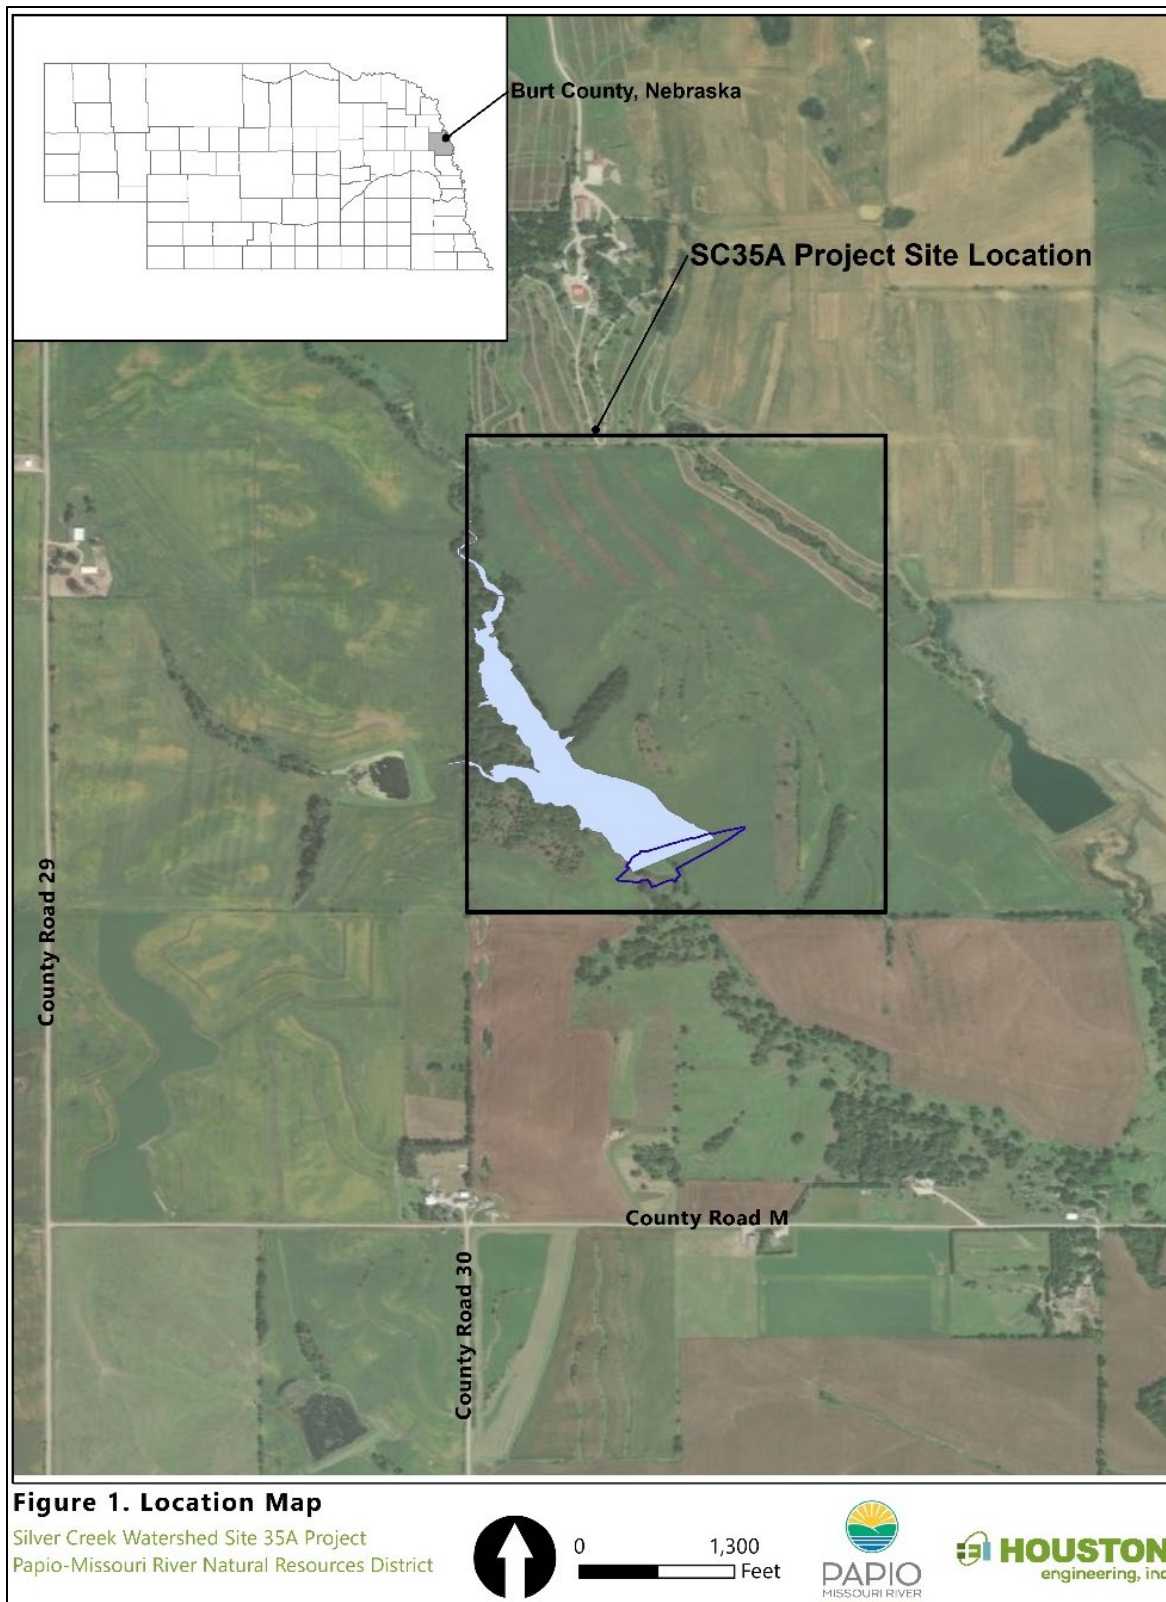 Burt County, Nebraska
SC35A Project Site Location
County Road 29
County Road M
County Road 30
Figure 1. Location Map
Silver Creek Watershed Site 35A Project
Papio-Missouri River Natural Resources District
0 1,300
Feet
PAPIO
MISSOURI RIVER
HOUSTON
engineering, inc